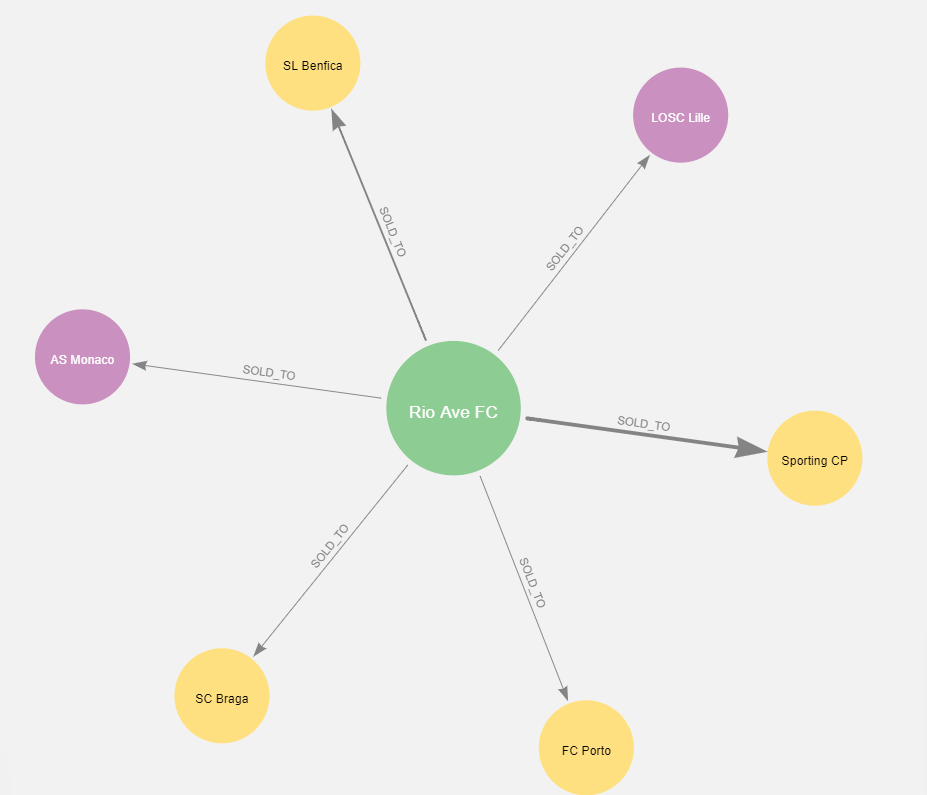 SL Benfica
LOSC Lille
SOLD_TO
SOLD_TO
AS Monaco
SOLD_TO
Rio Ave FC
SOLD_TO
Sporting CP
SOLD_TO
SOLD_TO
SC Braga
FC Porto